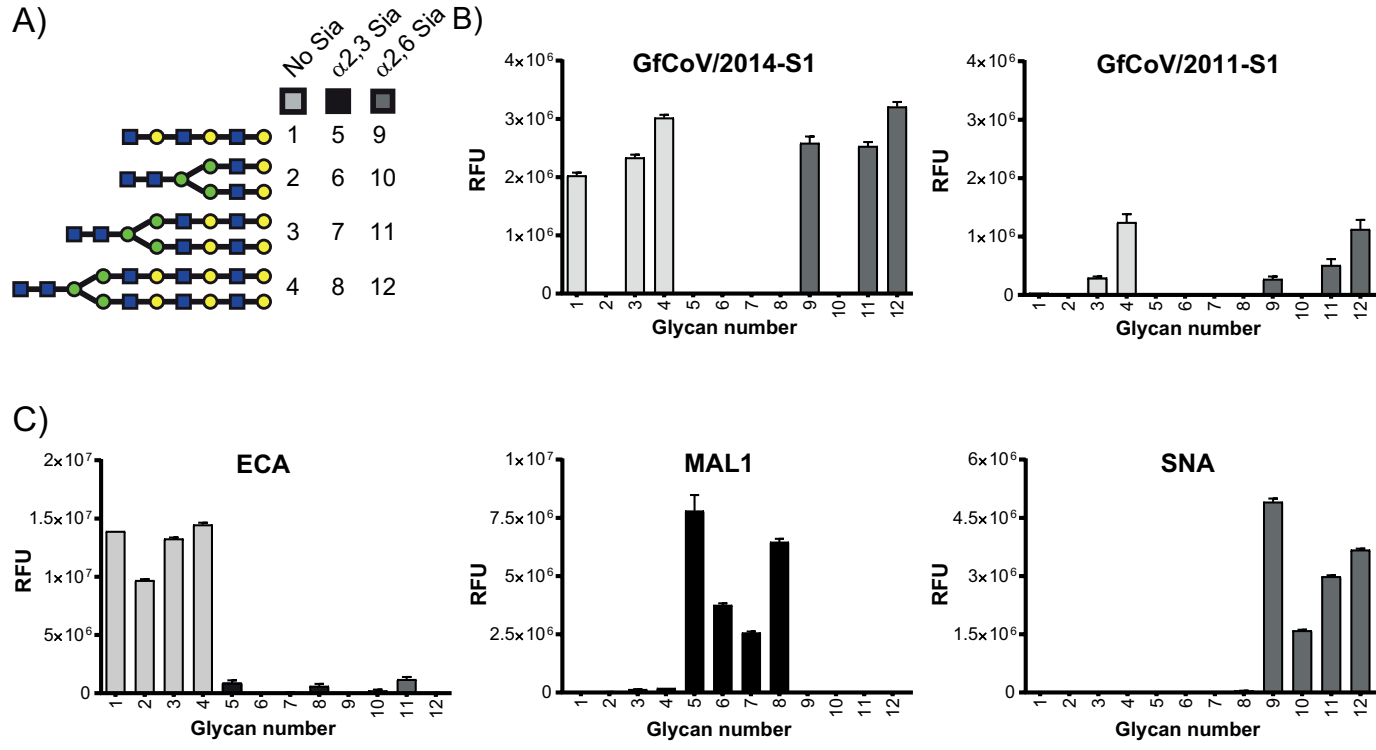 A)
No Sia
α2,3 Sia
α2,6 Sia
1 5 9
2 6 10
3 7 11
4 8 12
B)
GfCoV/2014-S1
RFU
4×10⁶
3×10⁶
2×10⁶
1×10⁶
0
1 2 3 4 5 6 7 8 9 10 11 12
Glycan number
GfCoV/2011-S1
RFU
4×10⁶
3×10⁶
2×10⁶
1×10⁶
0
1 2 3 4 5 6 7 8 9 10 11 12
Glycan number
C)
ECA
RFU
2×10⁷
1.5×10⁷
1×10⁷
5×10⁶
0
1 2 3 4 5 6 7 8 9 10 11 12
Glycan number
MAL1
RFU
1×10⁷
7.5×10⁶
5×10⁶
2.5×10⁶
0
1 2 3 4 5 6 7 8 9 10 11 12
Glycan number
SNA
RFU
6×10⁶
4.5×10⁶
3×10⁶
1.5×10⁶
0
1 2 3 4 5 6 7 8 9 10 11 12
Glycan number